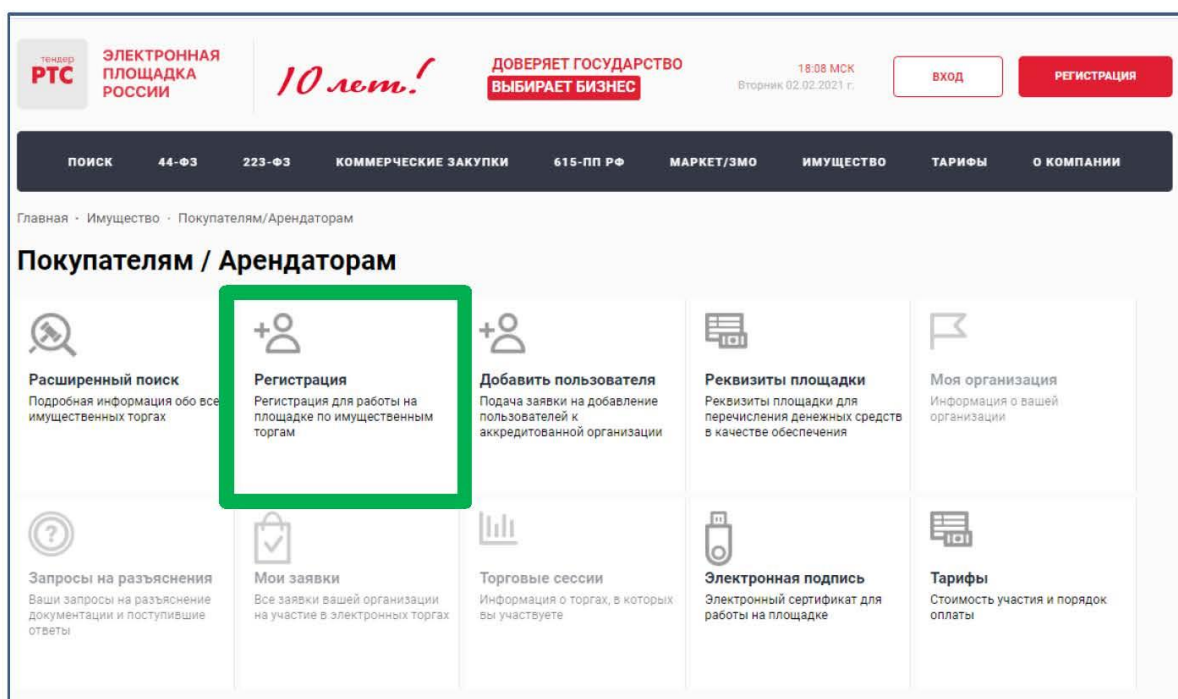 тендер
РТС
ЭЛЕКТРОННАЯ
ПЛОЩАДКА
РОССИИ
10 лет!
ДОВЕРЯЕТ ГОСУДАРСТВО
ВЫБИРАЕТ БИЗНЕС
18:08 МСК
Вторник 02.02.2021 г.
ВХОД
РЕГИСТРАЦИЯ
ПОИСК 44-ФЗ 223-ФЗ КОММЕРЧЕСКИЕ ЗАКУПКИ 615-ПП РФ МАРКЕТ/ЗМО ИМУЩЕСТВО ТАРИФЫ О КОМПАНИИ
Главная · Имущество · Покупателям/Арендаторам
Покупателям / Арендаторам
Расширенный поиск
Подробная информация обо все
имущественных торгах
Регистрация
Регистрация для работы на
площадке по имущественным
торгам
Добавить пользователя
Подача заявки на добавление
пользователей к
аккредитованной организации
Реквизиты площадки
Реквизиты площадки для
перечисления денежных средств
в качестве обеспечения
Моя организация
Информация о вашей
организации
Запросы на разъяснения
Ваши запросы на разъяснение
документации и поступившие
ответы
Мои заявки
Все заявки вашей организации
на участие в электронных торгах
Торговые сессии
Информация о торгах, в которых
вы участвуете
Электронная подпись
Электронный сертификат для
работы на площадке
Тарифы
Стоимость участия и порядок
оплаты